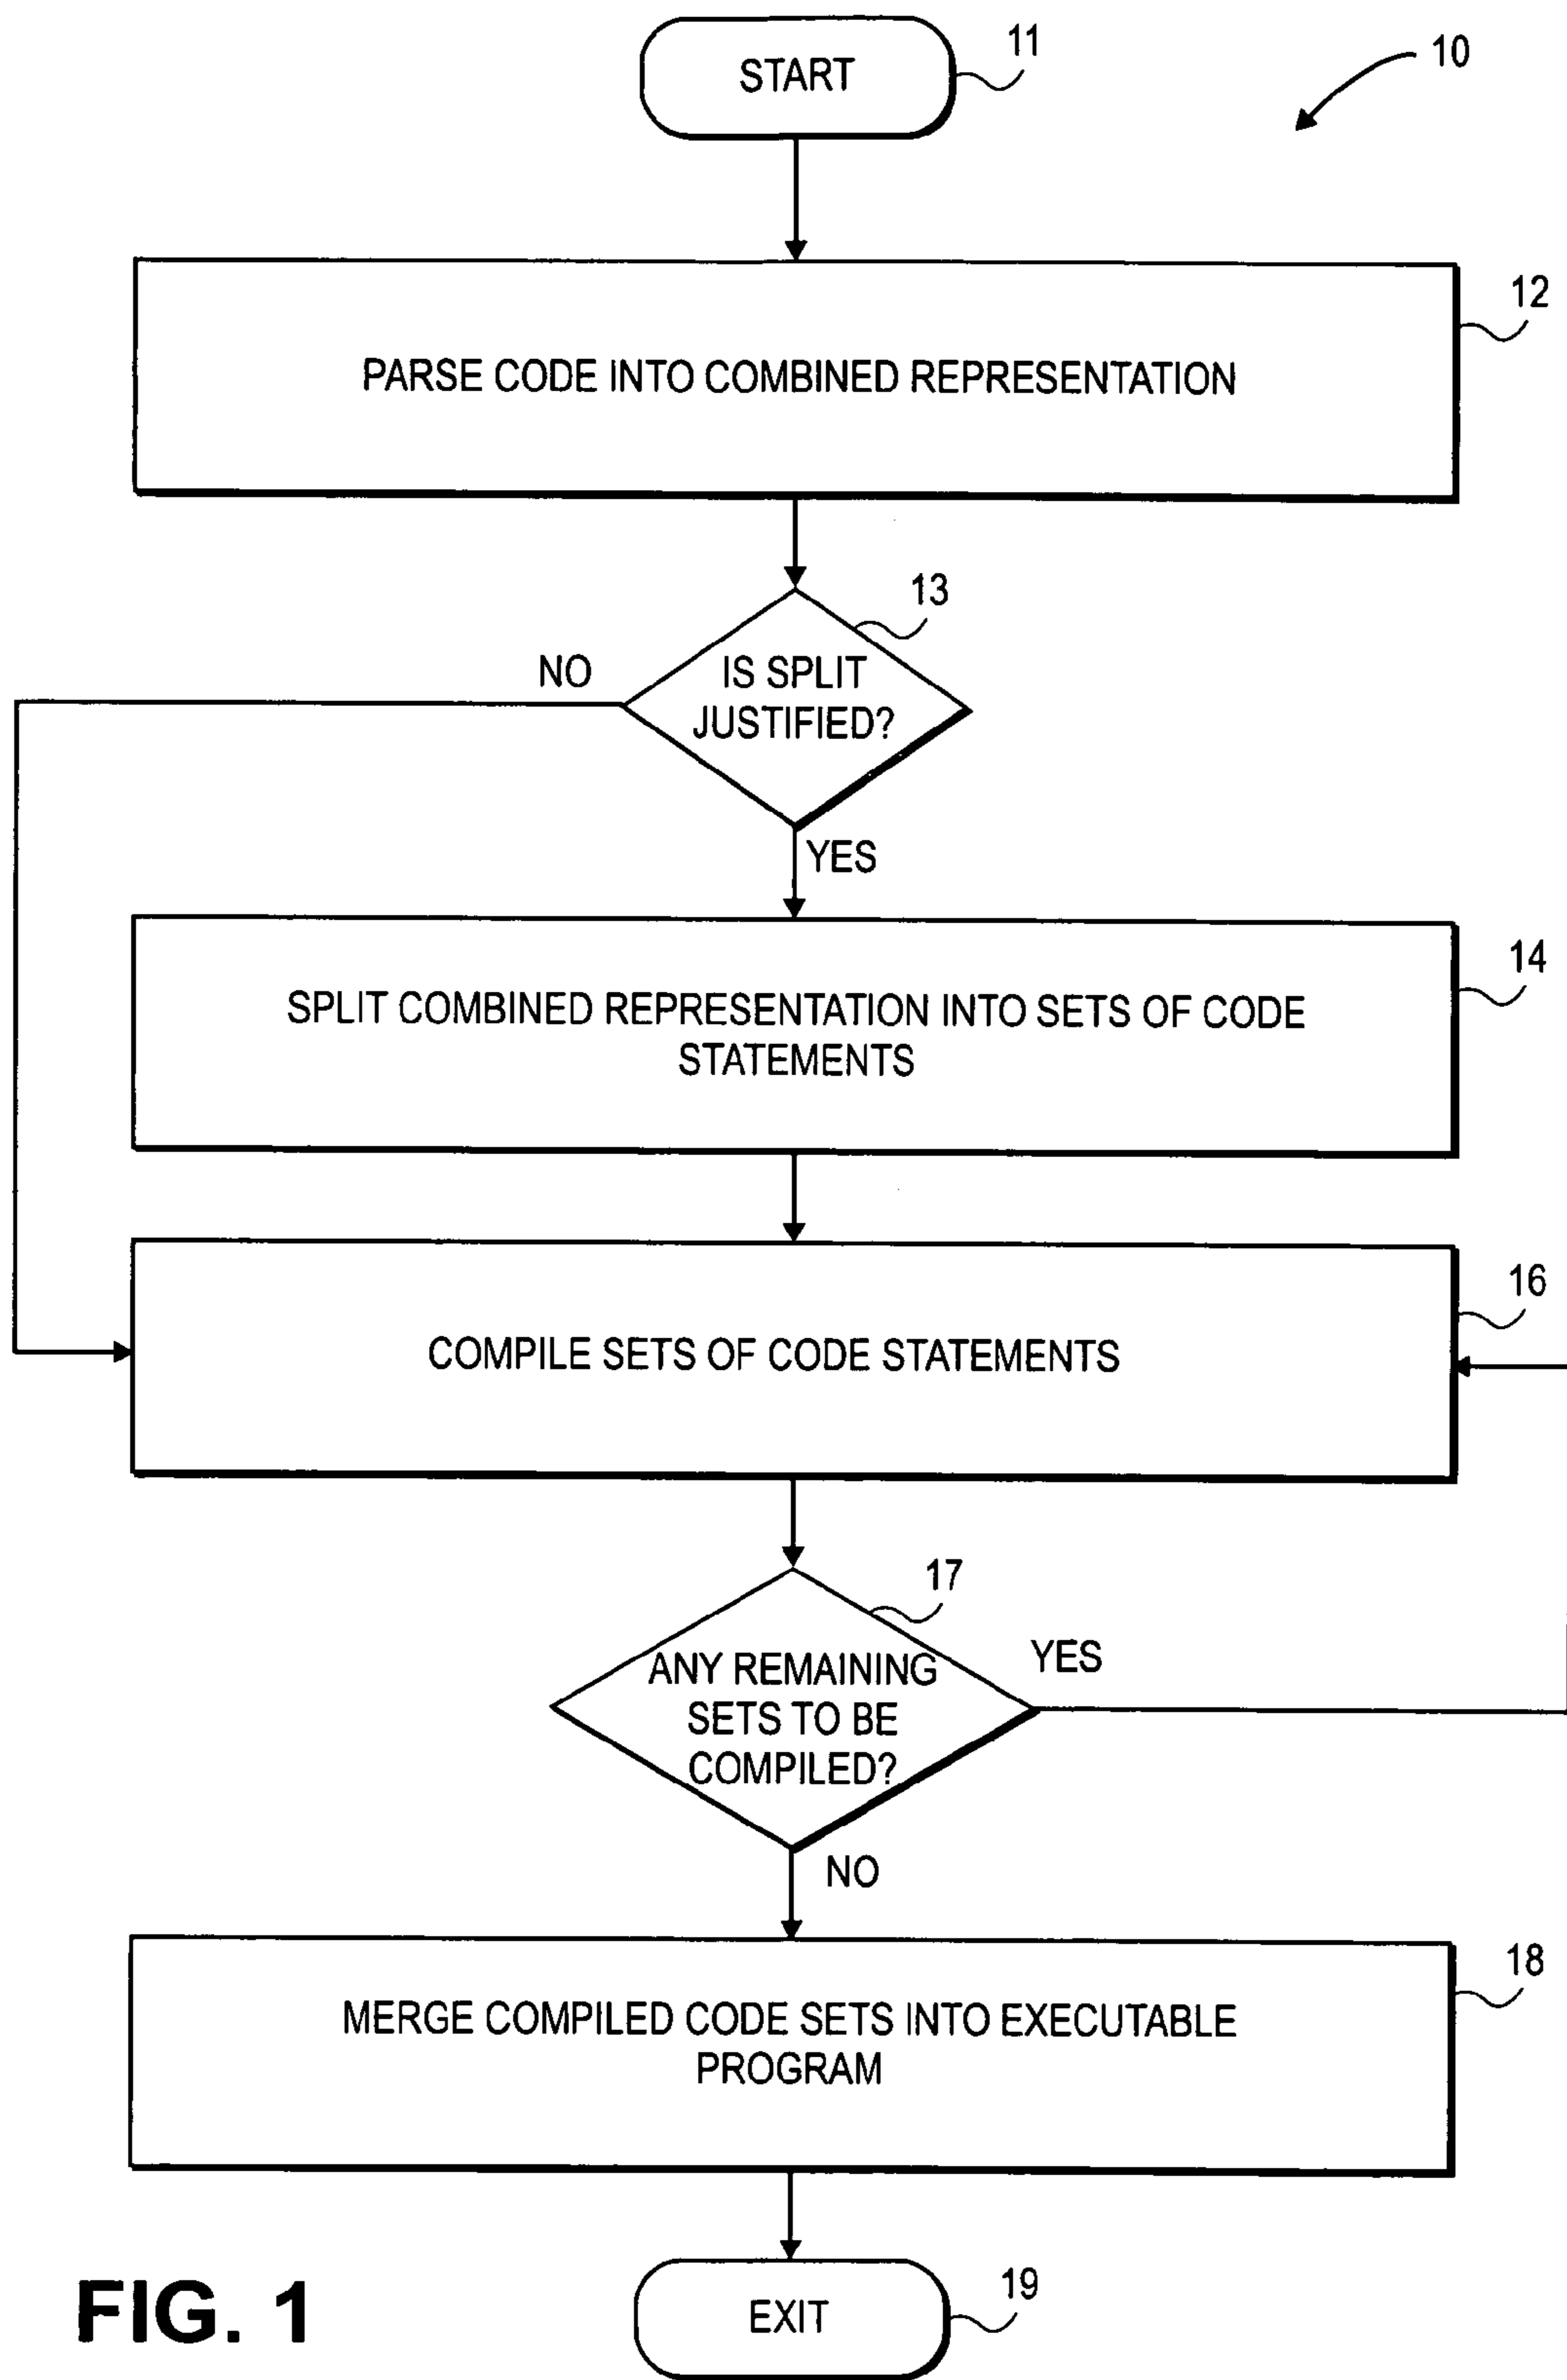 START
11
10
PARSE CODE INTO COMBINED REPRESENTATION
12
13
NO
IS SPLIT
JUSTIFIED?
YES
14
SPLIT COMBINED REPRESENTATION INTO SETS OF CODE
STATEMENTS
16
COMPILE SETS OF CODE STATEMENTS
17
ANY REMAINING
SETS TO BE
COMPILED?
YES
NO
18
MERGE COMPILED CODE SETS INTO EXECUTABLE
PROGRAM
19
EXIT
FIG. 1